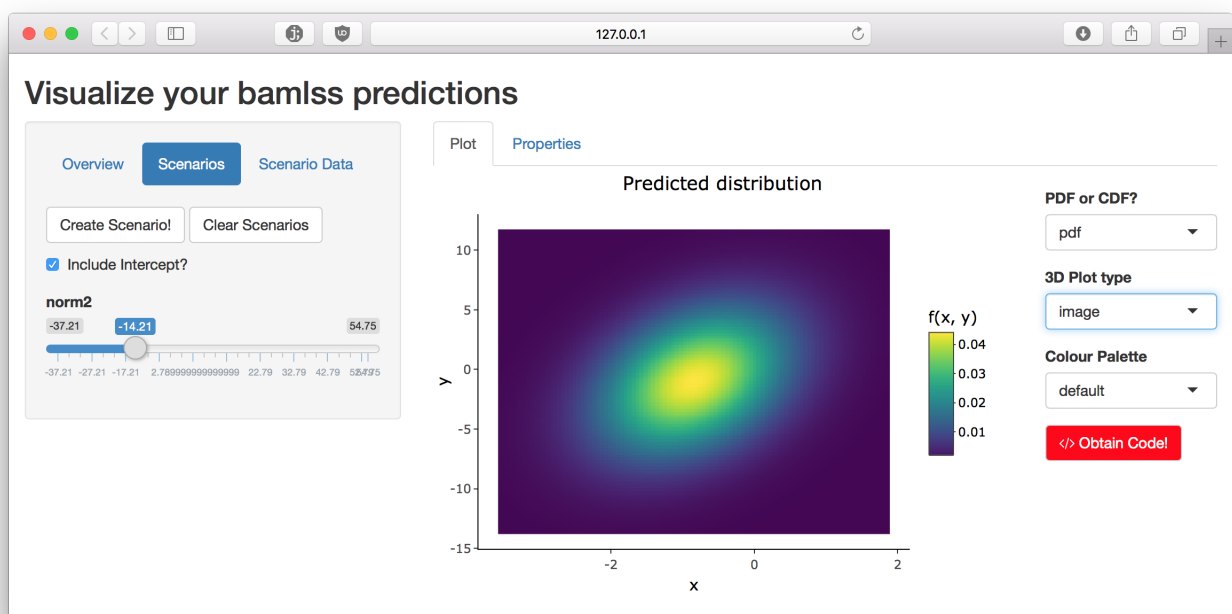 127.0.0.1
Visualize your bamlss predictions
Overview
Scenarios
Scenario Data
Create Scenario!
Clear Scenarios
Include Intercept?
norm2
-37.21
-14.21
54.75
-37.21 -27.21 -17.21 2.789999999999999 22.79 32.79 42.79
Plot
Properties
Predicted distribution
10
5
0
-5
-10
-15
y
-2 0 2
x
f(x, y)
0.04
0.03
0.02
0.01
PDF or CDF?
pdf
3D Plot type
image
Colour Palette
default
</> Obtain Code!